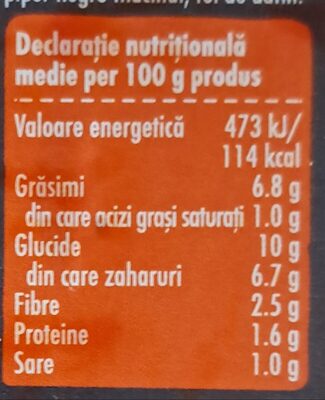 piper negru măcinat, foi de dafin.
Declarație nutrițională
medie per 100 g produs
Valoare energetică 473 kJ/
114 kcal
Grăsimi 6.8 g
din care acizi grași saturați 1.0 g
Glucide 10 g
din care zaharuri 6.7 g
Fibre 2.5 g
Proteine 1.6 g
Sare 1.0 g